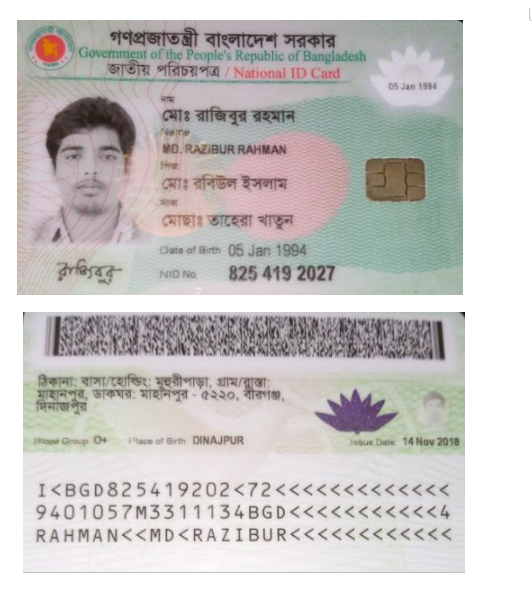 গণপ্রজাতন্ত্রী বাংলাদেশ সরকার
Government of the People's Republic of Bangladesh
জাতীয় পরিচয়পত্র / National ID Card
05 Jan 1994
নাম
মোঃ রাজিবুর রহমান
Name
MD. RAZIBUR RAHMAN
পিতা
মোঃ রবিউল ইসলাম
মাতা
মোছাঃ তাহেরা খাতুন
Date of Birth 05 Jan 1994
রাজিবুর
NID No. 825 419 2027
ঠিকানা: বাসা/হোল্ডিং: মুহুরীপাড়া, গ্রাম/রাস্তা:
মাহানপুর, ডাকঘর: মাহানপুর - ৫২২০, বীরগঞ্জ,
দিনাজপুর
Blood Group: O+ Place of Birth: DINAJPUR Issue Date: 14 Nov 2018
I<BGD825419202<72<<<<<<<<<<<<<
9401057M3311134BGD<<<<<<<<<<<4
RAHMAN<<MD<RAZIBUR<<<<<<<<<<<<